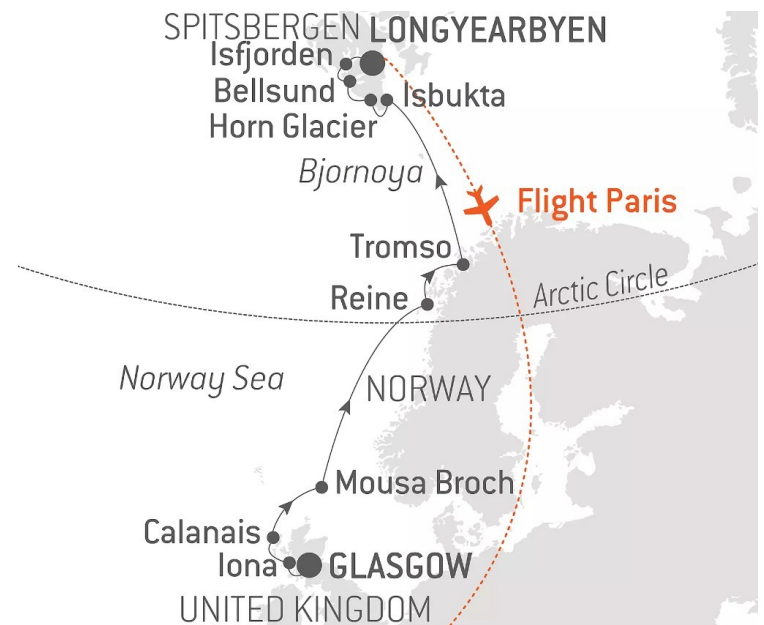 SPITSBERGEN LONGYEARBYEN
Isfjorden
Bellsund
Isbukta
Horn Glacier
Bjornoya
Flight Paris
Tromso
Reine
Arctic Circle
Norway Sea
NORWAY
Mousa Broch
Calanais
Iona
GLASGOW
UNITED KINGDOM